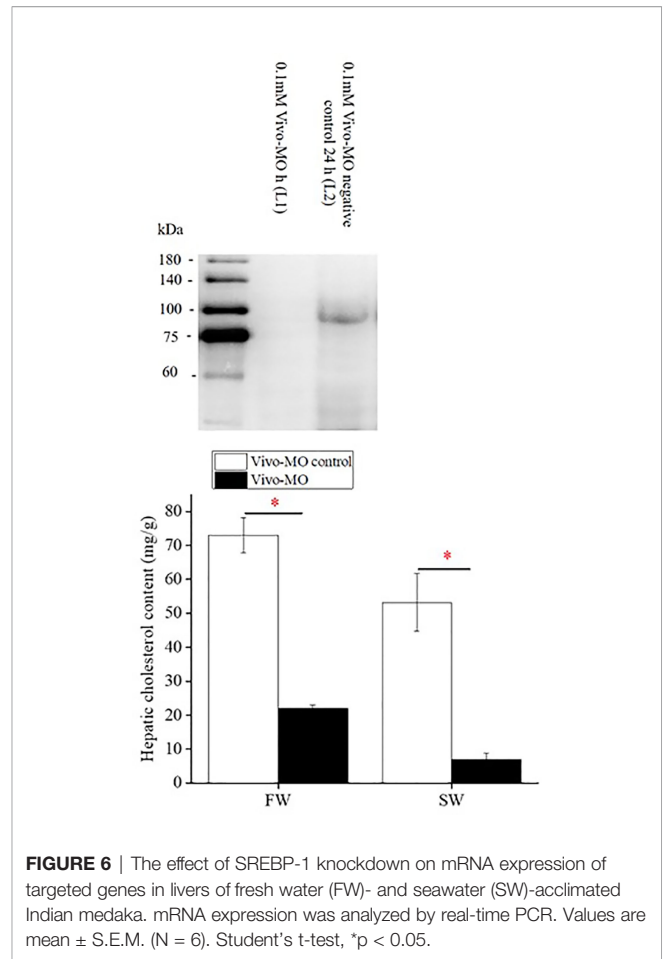 0.1mM Vivo-MO h (L1)
0.1mM Vivo-MO negative
control 24 h (L2)
kDa
180 -
140 -
100 -
75 -
60 -
Vivo-MO control
Vivo-MO
*
*
Hepatic cholesterol content (mg/g)
80
70
60
50
40
30
20
10
0
FW
SW
FIGURE 6 | The effect of SREBP-1 knockdown on mRNA expression of
targeted genes in livers of fresh water (FW)- and seawater (SW)-acclimated
Indian medaka. mRNA expression was analyzed by real-time PCR. Values are
mean ± S.E.M. (N = 6). Student’s t-test, *p < 0.05.